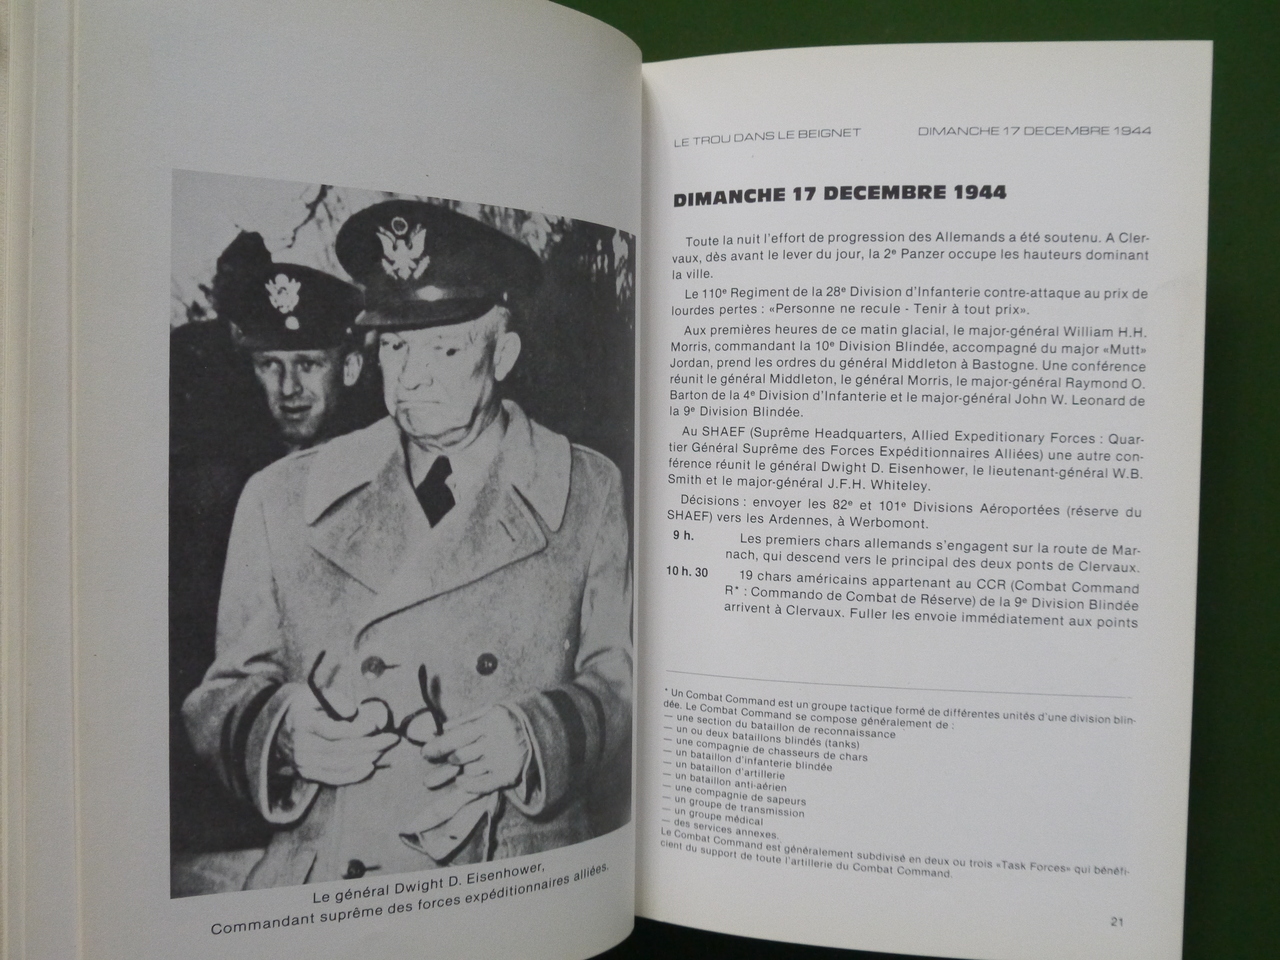 Le général Dwight D. Eisenhower,
Commandant suprême des forces expéditionnaires alliées.
LE TROU DANS LE BEIGNET
DIMANCHE 17 DECEMBRE 1944
DIMANCHE 17 DECEMBRE 1944
Toute la nuit l'effort de progression des Allemands a été soutenu. A Cler-
vaux, dès avant le lever du jour, la 2e Panzer occupe les hauteurs dominant
la ville.
Le 110e Regiment de la 28e Division d'Infanterie contre-attaque au prix de
lourdes pertes : «Personne ne recule - Tenir à tout prix».
Aux premières heures de ce matin glacial, le major-général William H.H.
Morris, commandant la 10e Division Blindée, accompagné du major «Mutt»
Jordan, prend les ordres du général Middleton à Bastogne. Une conférence
réunit le général Middleton, le général Morris, le major-général Raymond O.
Barton de la 4e Division d'Infanterie et le major-général John W. Leonard de
la 9e Division Blindée.
Au SHAEF (Suprême Headquarters, Allied Expeditionary Forces : Quar-
tier Général Suprême des Forces Expéditionnaires Alliées) une autre con-
férence réunit le général Dwight D. Eisenhower, le lieutenant-général W.B.
Smith et le major-général J.F.H. Whiteley.
Décisions : envoyer les 82e et 101e Divisions Aéroportées (réserve du
SHAEF) vers les Ardennes, à Werbomont.
9 h. Les premiers chars allemands s'engagent sur la route de Mar-
nach, qui descend vers le principal des deux ponts de Clervaux.
10 h. 30 19 chars américains appartenant au CCR (Combat Command
R* : Commando de Combat de Réserve) de la 9e Division Blindée
arrivent à Clervaux. Fuller les envoie immédiatement aux points
* Un Combat Command est un groupe tactique formé de différentes unités d'une division blin-
dée. Le Combat Command se compose généralement de :
— une section du bataillon de reconnaissance
— un ou deux bataillons blindés (tanks)
— une compagnie de chasseurs de chars
— un bataillon d'infanterie blindée
— un bataillon d'artillerie
— un bataillon anti-aérien
— une compagnie de sapeurs
— un groupe de transmission
— un groupe médical
— des services annexes.
Le Combat Command est généralement subdivisé en deux ou trois «Task Forces» qui bénéfi-
cient du support de toute l'artillerie du Combat Command.
21